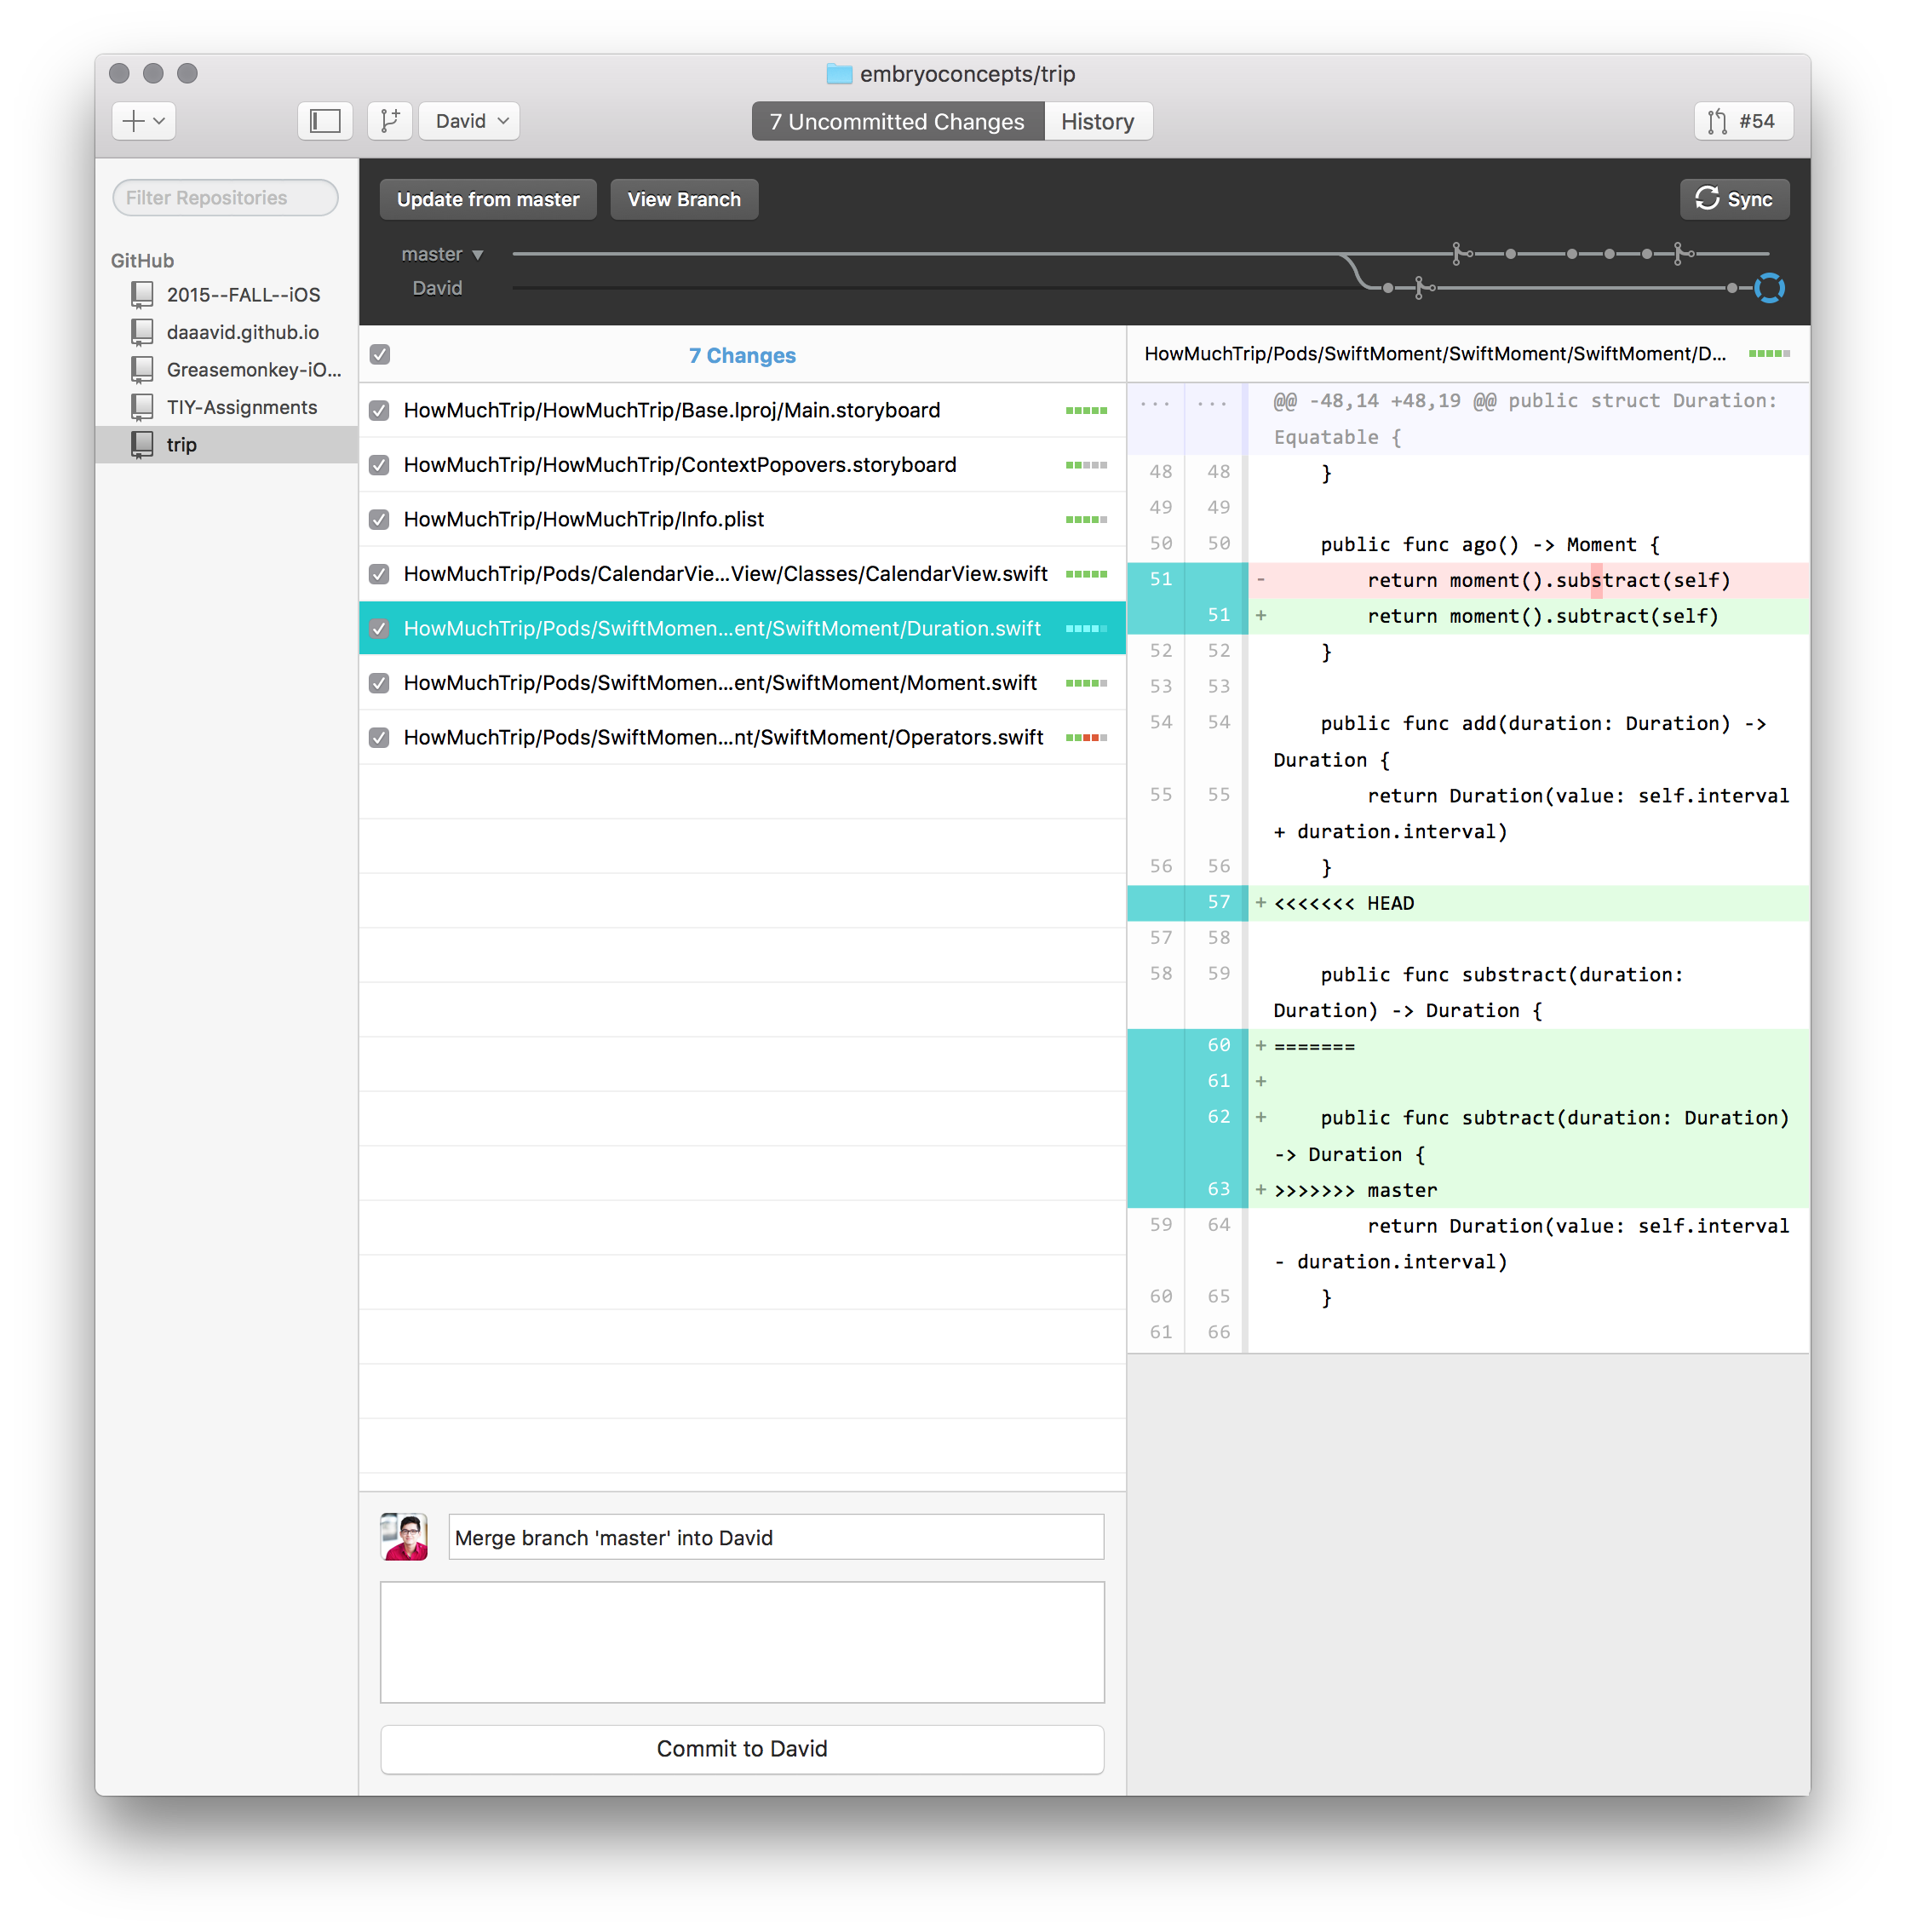 embryoconcepts/trip
David
7 Uncommitted Changes
History
#54
Filter Repositories
GitHub
2015--FALL--iOS
daaavid.github.io
Greasemonkey-iO...
TIY-Assignments
trip
Update from master
View Branch
Sync
master ▼
David
7 Changes
HowMuchTrip/HowMuchTrip/Base.lproj/Main.storyboard
HowMuchTrip/HowMuchTrip/ContextPopovers.storyboard
HowMuchTrip/HowMuchTrip/Info.plist
HowMuchTrip/Pods/CalendarVie...View/Classes/CalendarView.swift
HowMuchTrip/Pods/SwiftMomen...ent/SwiftMoment/Duration.swift
HowMuchTrip/Pods/SwiftMomen...ent/SwiftMoment/Moment.swift
HowMuchTrip/Pods/SwiftMomen...nt/SwiftMoment/Operators.swift
Merge branch 'master' into David
Commit to David
HowMuchTrip/Pods/SwiftMoment/SwiftMoment/SwiftMoment/D...
... ... @@ -48,14 +48,19 @@ public struct Duration:
Equatable {
48 48     }
49 49
50 50     public func ago() -> Moment {
51 -         return moment().substract(self)
51 +         return moment().subtract(self)
52 52     }
53 53
54 54     public func add(duration: Duration) ->
Duration {
55 55         return Duration(value: self.interval
+ duration.interval)
56 56     }
57 +<<<<<<< HEAD
57 58
58 59     public func substract(duration:
Duration) -> Duration {
60 +=======
61 +
62 +    public func subtract(duration: Duration)
-> Duration {
63 +>>>>>>> master
59 64         return Duration(value: self.interval
- duration.interval)
60 65     }
61 66